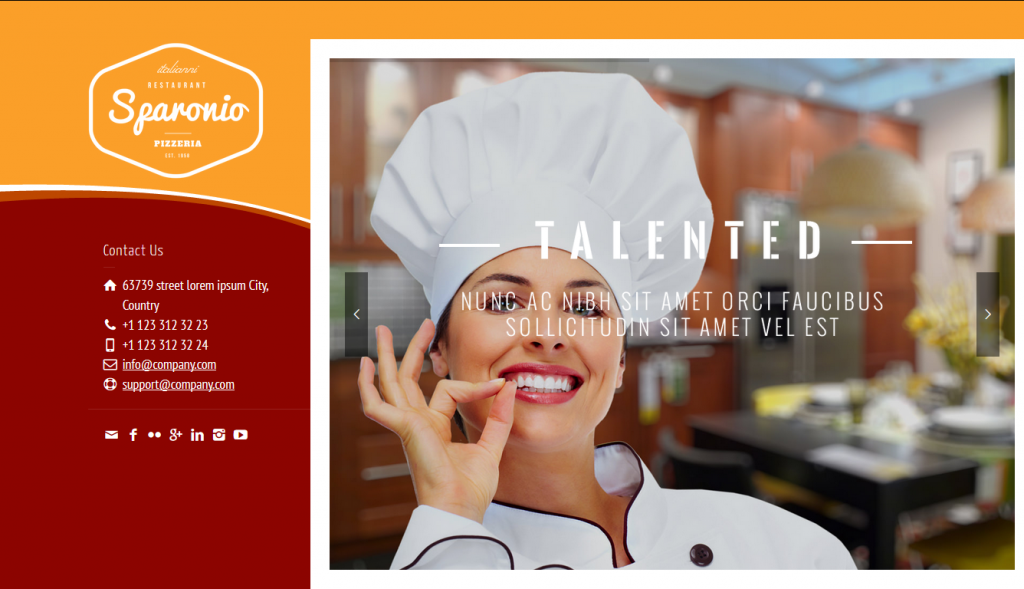 italianni
RESTAURANT
Sparonio
PIZZERIA
Contact Us
63739 street lorem ipsum City,
Country
+1 123 312 32 23
+1 123 312 32 24
info@company.com
support@company.com
TALENTED
NUNC AC NIBH SIT AMET ORCI FAUCIBUS
SOLLICITUDIN SIT AMET VEL EST